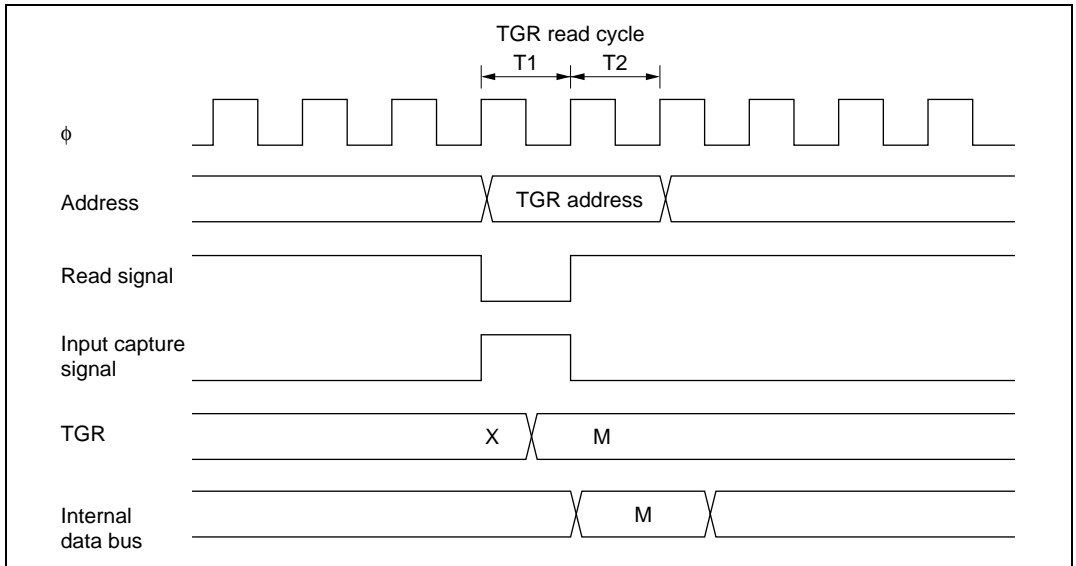 TGR read cycle
T1 T2
ϕ
Address TGR address
Read signal
Input capture
signal
TGR X M
Internal M
data bus